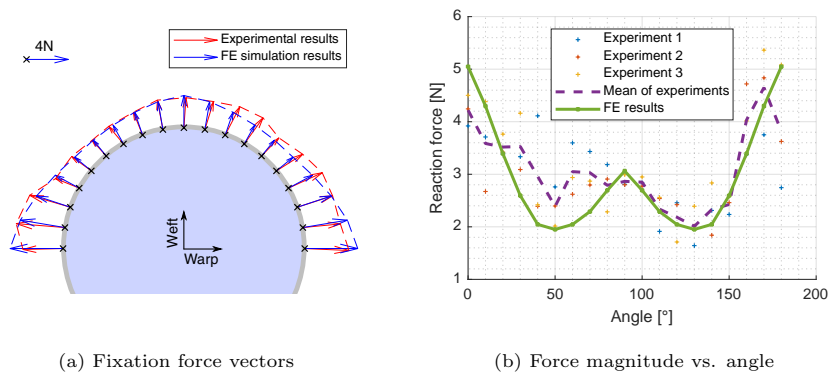 4N
Experimental results
FE simulation results
Weft
Warp
(a) Fixation force vectors
Reaction force [N]
6
5
4
3
2
1
Experiment 1
Experiment 2
Experiment 3
Mean of experiments
FE results
0 50 100 150 200
Angle [°]
(b) Force magnitude vs. angle